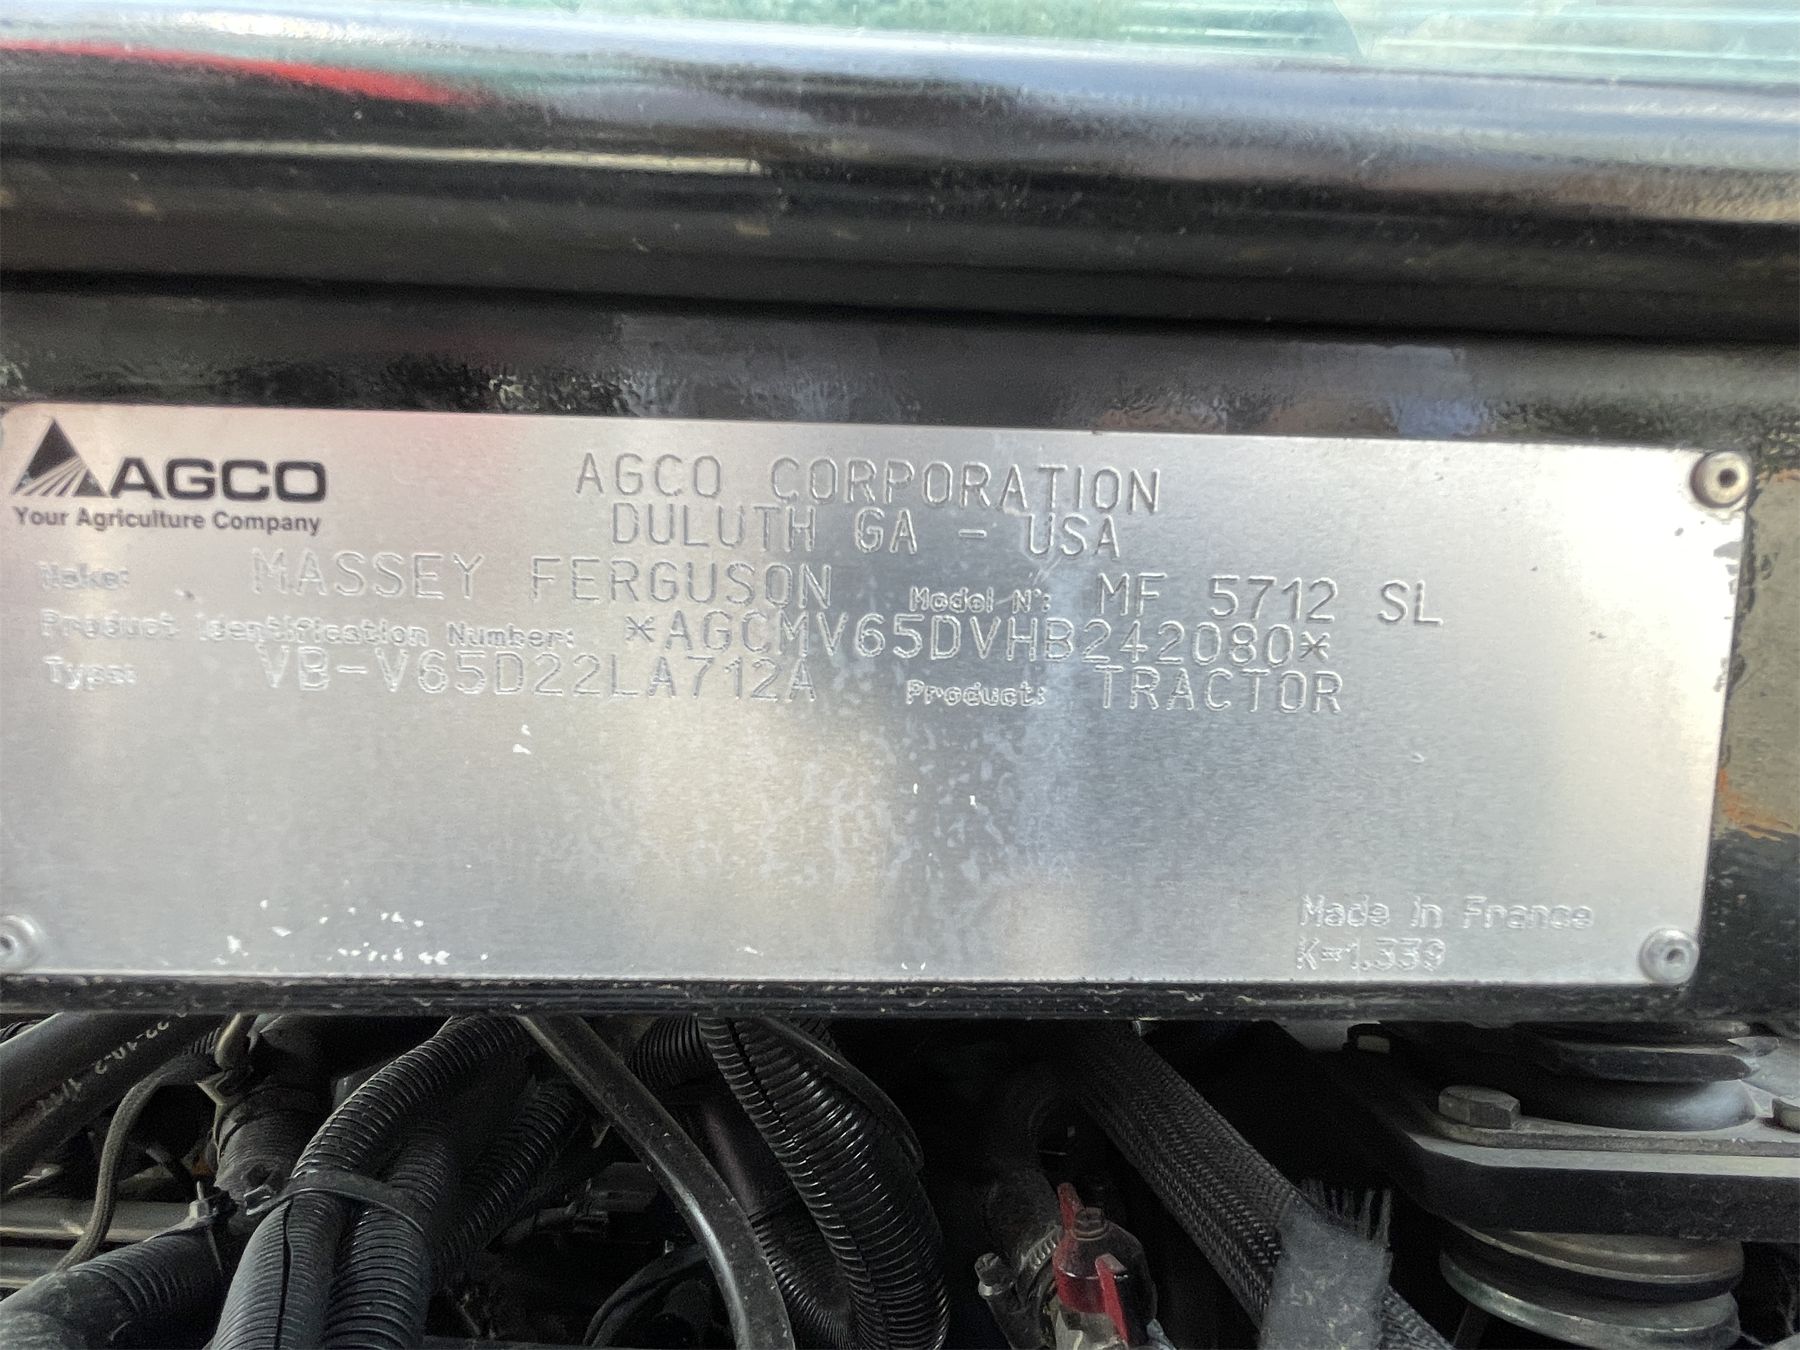 AGCO
Your Agriculture Company
AGCO CORPORATION
DULUTH GA - USA
Make: MASSEY FERGUSON Model N°: MF 5712 SL
Product Identification Number: *AGCMV65DVHB242080*
Type: VB-V65D22LA712A Product: TRACTOR
Made In France
K=1.339